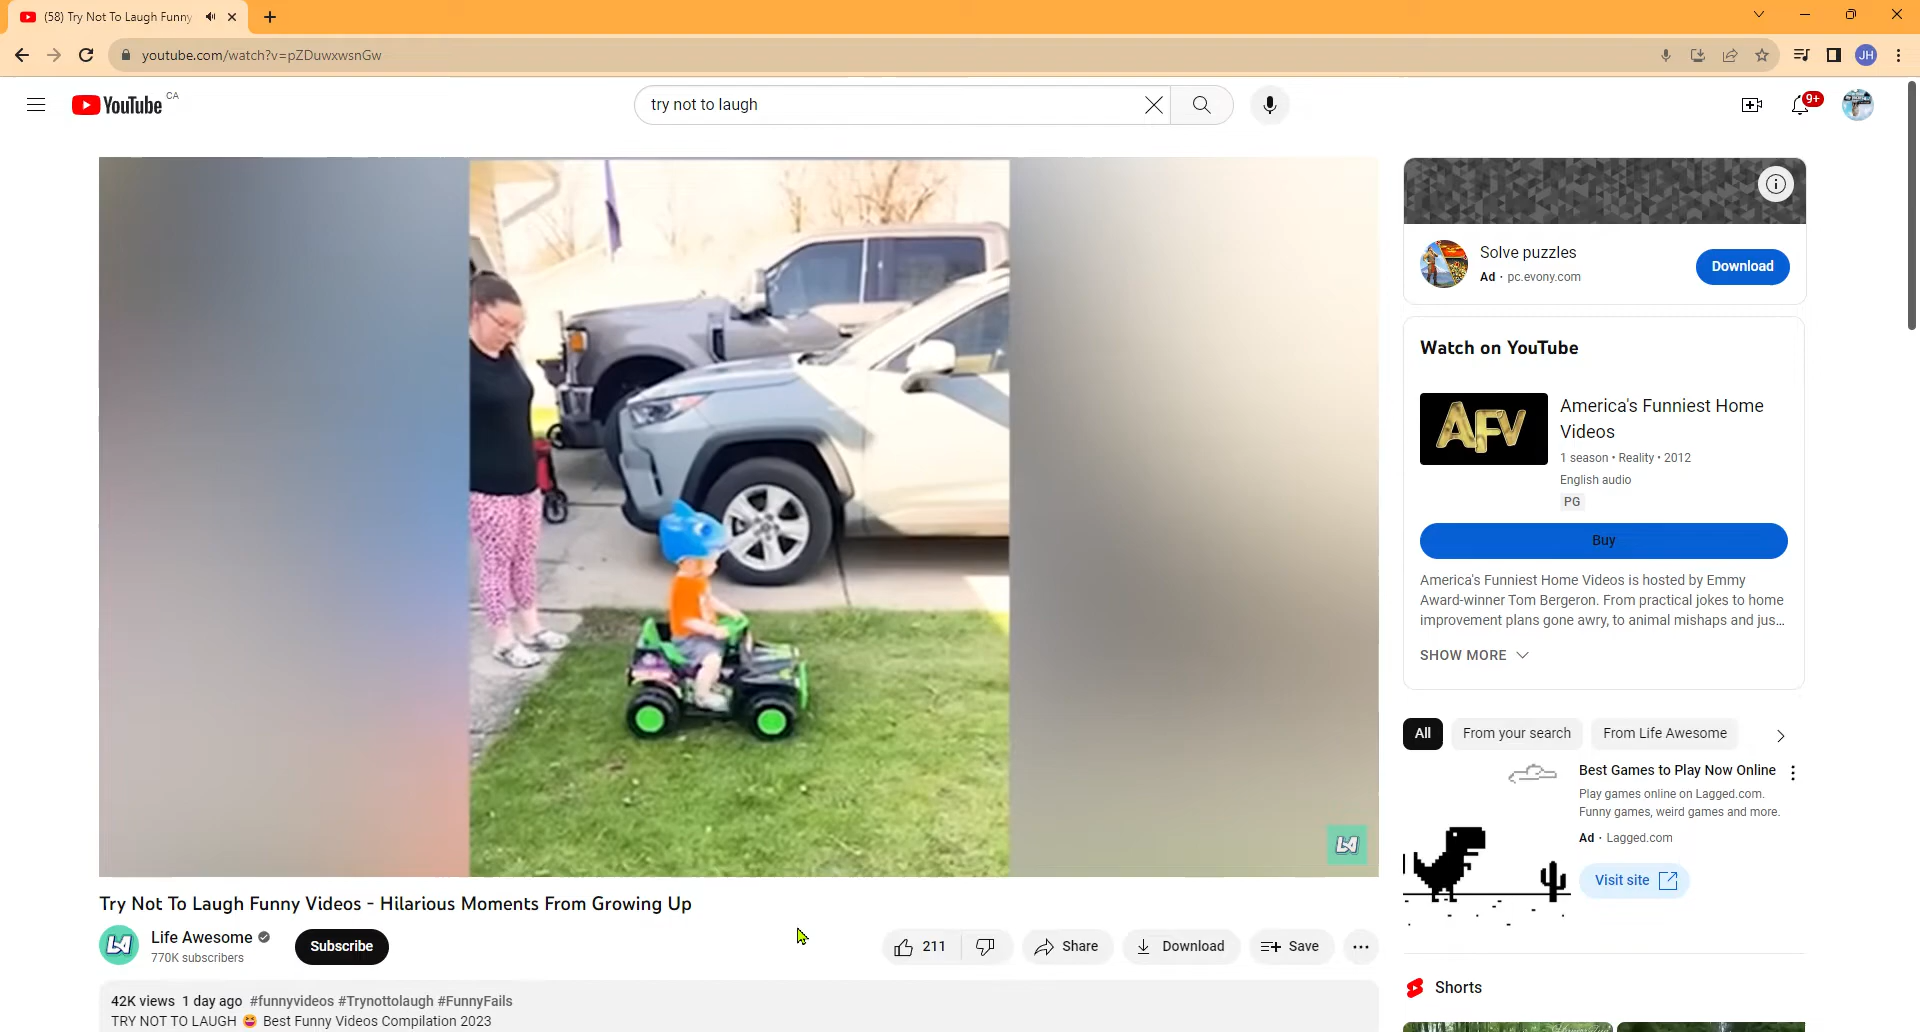 (58) Try Not To Laugh Funny
youtube.com/watch?v=pZDuwxwsnGw
JH
YouTube CA
try not to laugh
9+
Solve puzzles
Ad · pc.evony.com
Download
Watch on YouTube
AFV
America's Funniest Home
Videos
1 season • Reality • 2012
English audio
PG
Buy
America's Funniest Home Videos is hosted by Emmy
Award-winner Tom Bergeron. From practical jokes to home
improvement plans gone awry, to animal mishaps and jus...
SHOW MORE
All From your search From Life Awesome
Best Games to Play Now Online
Play games online on Lagged.com.
Funny games, weird games and more.
Ad · Lagged.com
Visit site
Shorts
LA
Try Not To Laugh Funny Videos - Hilarious Moments From Growing Up
LA
Life Awesome
770K subscribers
Subscribe
211
Share
Download
Save
42K views 1 day ago #funnyvideos #Trynottolaugh #FunnyFails
TRY NOT TO LAUGH 😆 Best Funny Videos Compilation 2023